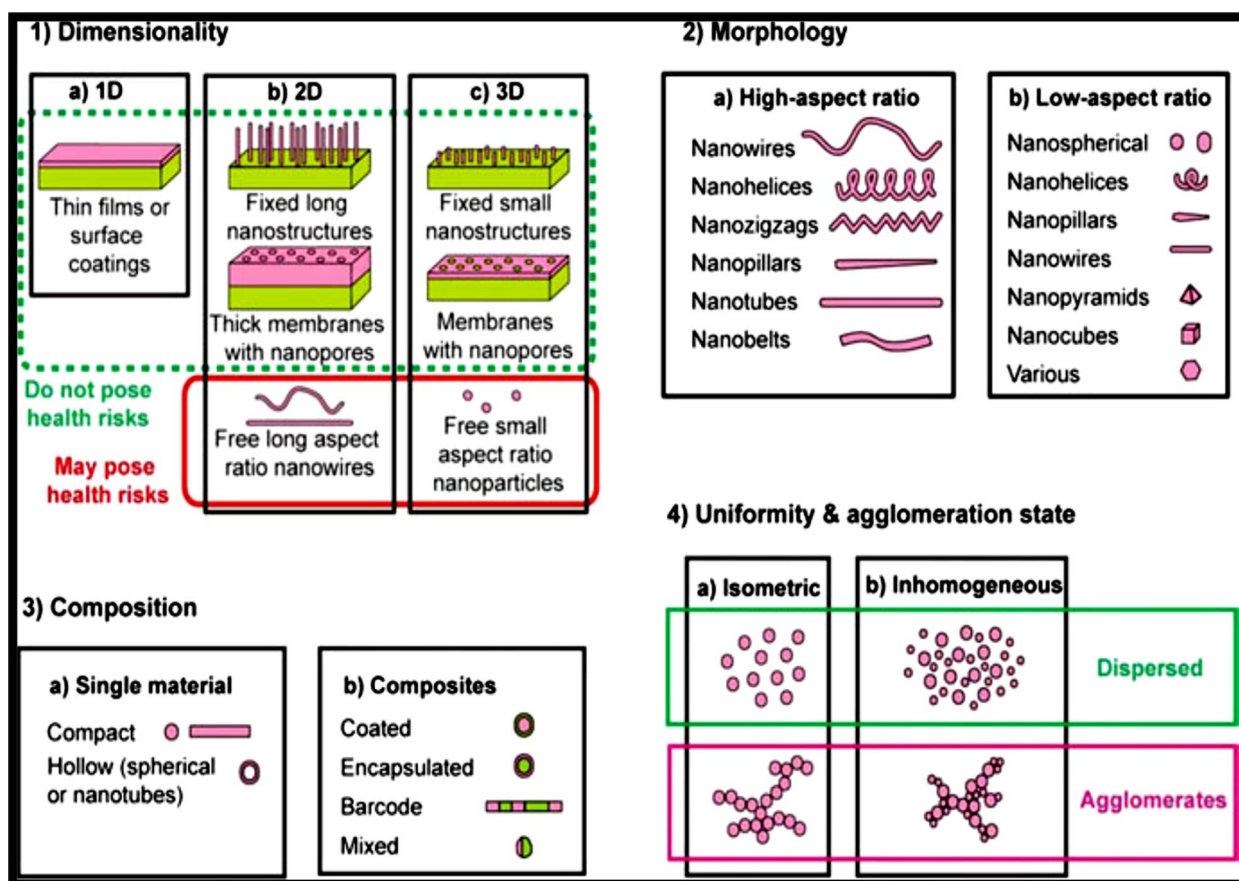 1) Dimensionality
a) 1D
Thin films or
surface
coatings
b) 2D
Fixed long
nanostructures
Thick membranes
with nanopores
Free long aspect
ratio nanowires
c) 3D
Fixed small
nanostructures
Membranes
with nanopores
Free small
aspect ratio
nanoparticles
Do not pose
health risks
May pose
health risks
2) Morphology
a) High-aspect ratio
Nanowires
Nanohelices
Nanozigzags
Nanopillars
Nanotubes
Nanobelts
b) Low-aspect ratio
Nanospherical
Nanohelices
Nanopillars
Nanowires
Nanopyramids
Nanocubes
Various
3) Composition
a) Single material
Compact
Hollow (spherical
or nanotubes)
b) Composites
Coated
Encapsulated
Barcode
Mixed
4) Uniformity & agglomeration state
a) Isometric
b) Inhomogeneous
Dispersed
Agglomerates